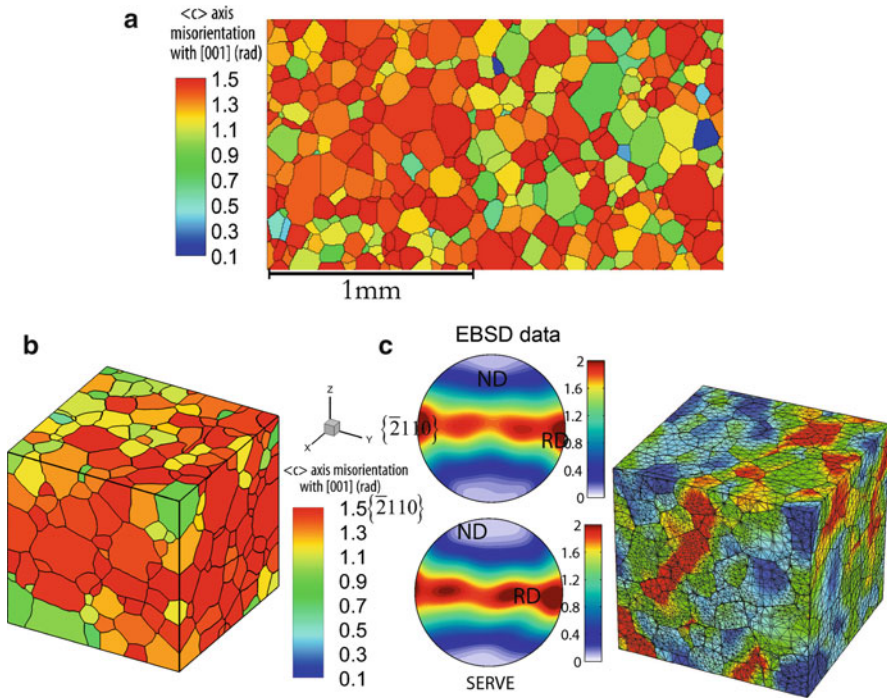 <c> axis
misorientation
with [001] (rad)
a
1.5
1.3
1.1
0.9
0.7
0.5
0.3
0.1
1mm
b
Z
X
Y
<c> axis misorientation
with [001] (rad)
1.5
1.3
1.1
0.9
0.7
0.5
0.3
0.1
c
EBSD data
ND
{2̅110}
RD
2
1.6
1.2
0.8
0.4
0
{2̅110}
ND
RD
2
1.6
1.2
0.8
0.4
0
SERVE